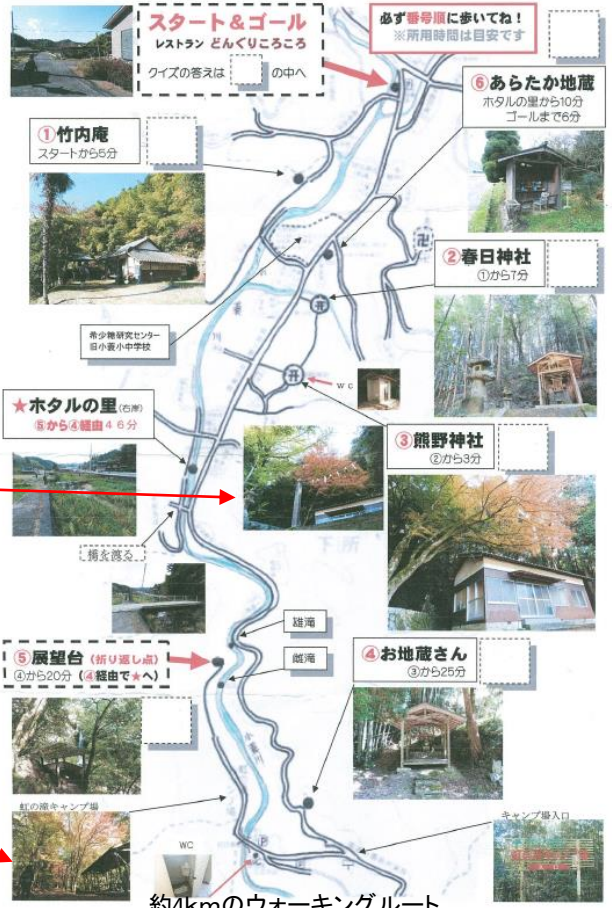 スタート＆ゴール
レストラン どんぐりころころ
クイズの答えは の中へ
必ず番号順に歩いてね！
※所用時間は目安です
⑥あらたか地蔵
ホタルの里から10分
ゴールまで6分
①竹内庵
スタートから5分
卍
②春日神社
①から7分
希少糖研究センター
旧小蓑小中学校
WC
★ホタルの里(右岸)
⑤から④経由４６分
③熊野神社
②から3分
橋を渡る
下所
雄滝
雌滝
⑤展望台（折り返し点）
④から20分（④経由で★へ）
④お地蔵さん
③から25分
虹の滝キャンプ場
キャンプ場入口
WC
P
約4kmのウォーキングルート